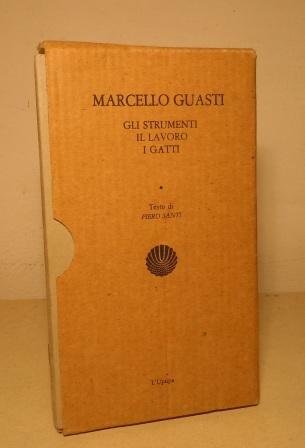 MARCELLO GUASTI
GLI STRUMENTI
IL LAVORO
I GATTI
Testo di
PIERO SANTI
L'Upupa